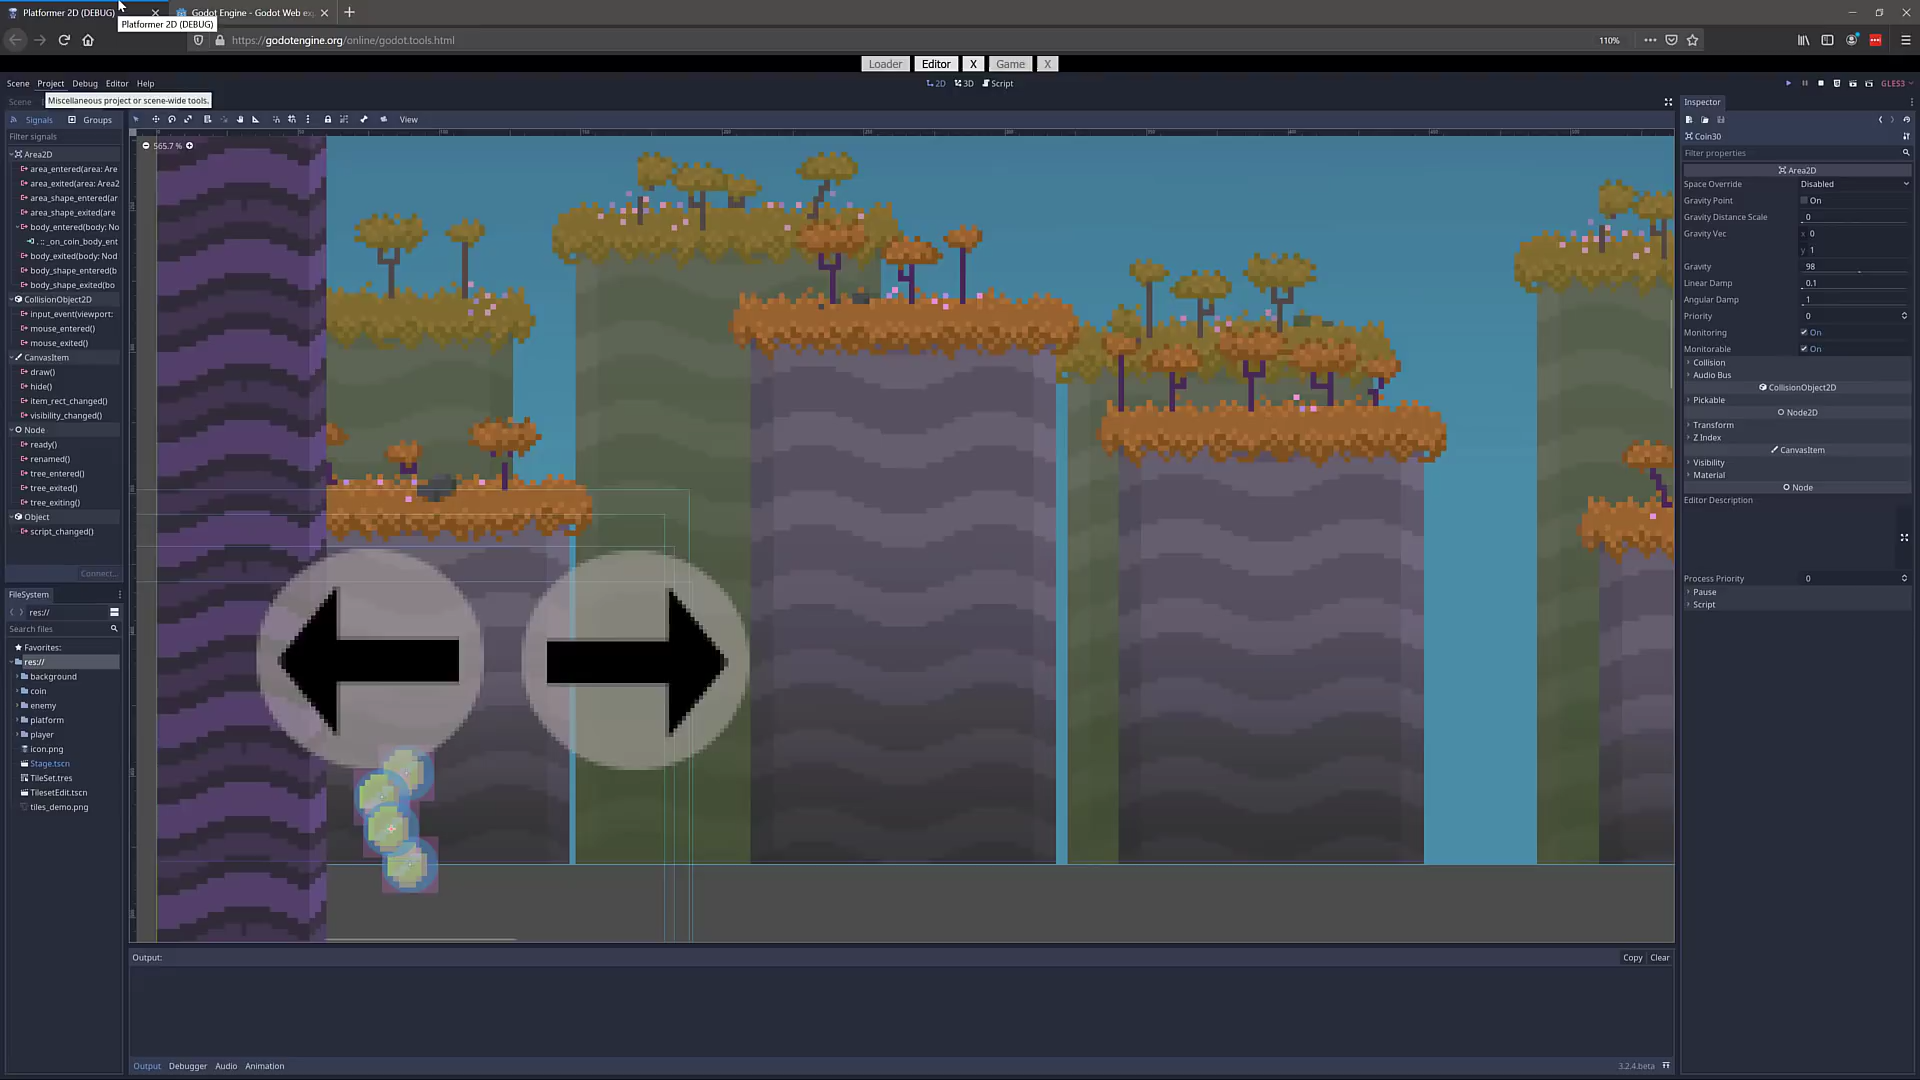 Platformer 2D (DEBUG)
Godot Engine - Godot Web ex
Platformer 2D (DEBUG)
https://godotengine.org/online/godot.tools.html
110%
Loader
Editor
X
Game
X
Scene
Project
Debug
Editor
Help
2D
3D
Script
GLES3
Scene
Miscellaneous project or scene-wide tools.
Signals
Groups
View
565.7 %
Filter signals
Area2D
area_entered(area: Are
area_exited(area: Area2
area_shape_entered(ar
area_shape_exited(are
body_entered(body: No
. :: _on_coin_body_ent
body_exited(body: Nod
body_shape_entered(b
body_shape_exited(bo
CollisionObject2D
input_event(viewport:
mouse_entered()
mouse_exited()
CanvasItem
draw()
hide()
item_rect_changed()
visibility_changed()
Node
ready()
renamed()
tree_entered()
tree_exited()
tree_exiting()
Object
script_changed()
Connect...
FileSystem
res://
Search files
Favorites:
res://
background
coin
enemy
platform
player
icon.png
Stage.tscn
TileSet.tres
TilesetEdit.tscn
tiles_demo.png
Output:
Copy
Clear
Output
Debugger
Audio
Animation
3.2.4.beta
Inspector
Coin30
Filter properties
Area2D
Space Override
Disabled
Gravity Point
On
Gravity Distance Scale
0
Gravity Vec
x 0
y 1
Gravity
98
Linear Damp
0.1
Angular Damp
1
Priority
0
Monitoring
On
Monitorable
On
Collision
Audio Bus
CollisionObject2D
Pickable
Node2D
Transform
Z Index
CanvasItem
Visibility
Material
Node
Editor Description
Process Priority
0
Pause
Script